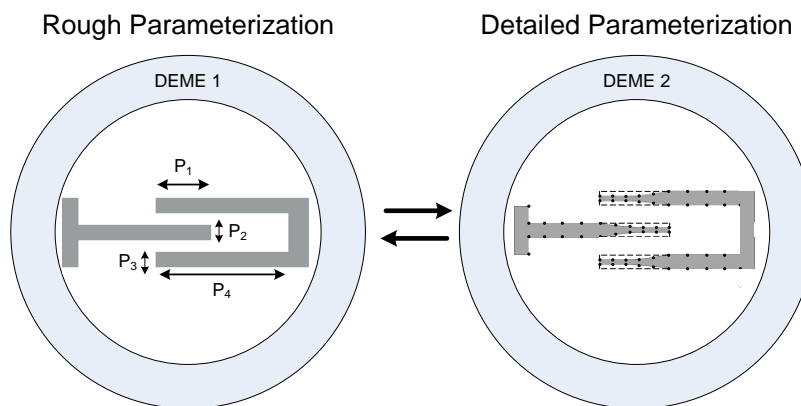 Rough Parameterization
Detailed Parameterization
DEME 1
DEME 2
P₁
P₂
P₃
P₄